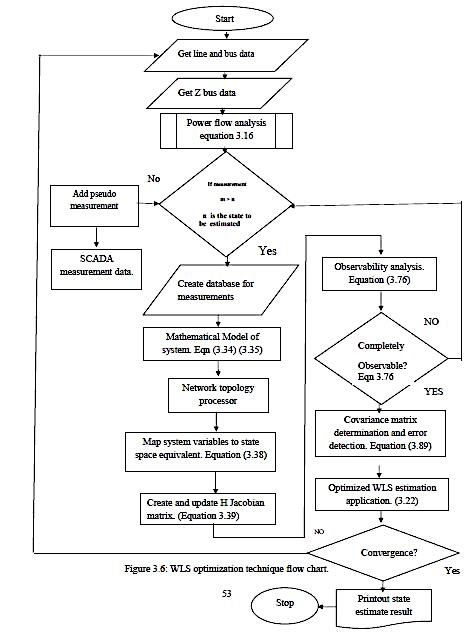 Start
Get line and bus data
Get Z bus data
Power flow analysis
equation 3.16
No
If measurement
m > n
n is the state to
be estimated
Add pseudo
measurement
SCADA
measurement data.
Yes
Create database for
measurements
Mathematical Model of
system. Eqn (3.34) (3.35)
Network topology
processor
Map system variables to state
space equivalent. Equation (3.38)
Create and update H Jacobian
matrix. (Equation 3.39)
Observability analysis.
Equation (3.76)
NO
Completely
Observable?
Eqn 3.76
YES
Covariance matrix
determination and error
detection. Equation (3.89)
Optimized WLS estimation
application. (3.22)
NO
Convergence?
Yes
Figure 3.6: WLS optimization technique flow chart.
53
Stop
Printout state
estimate result